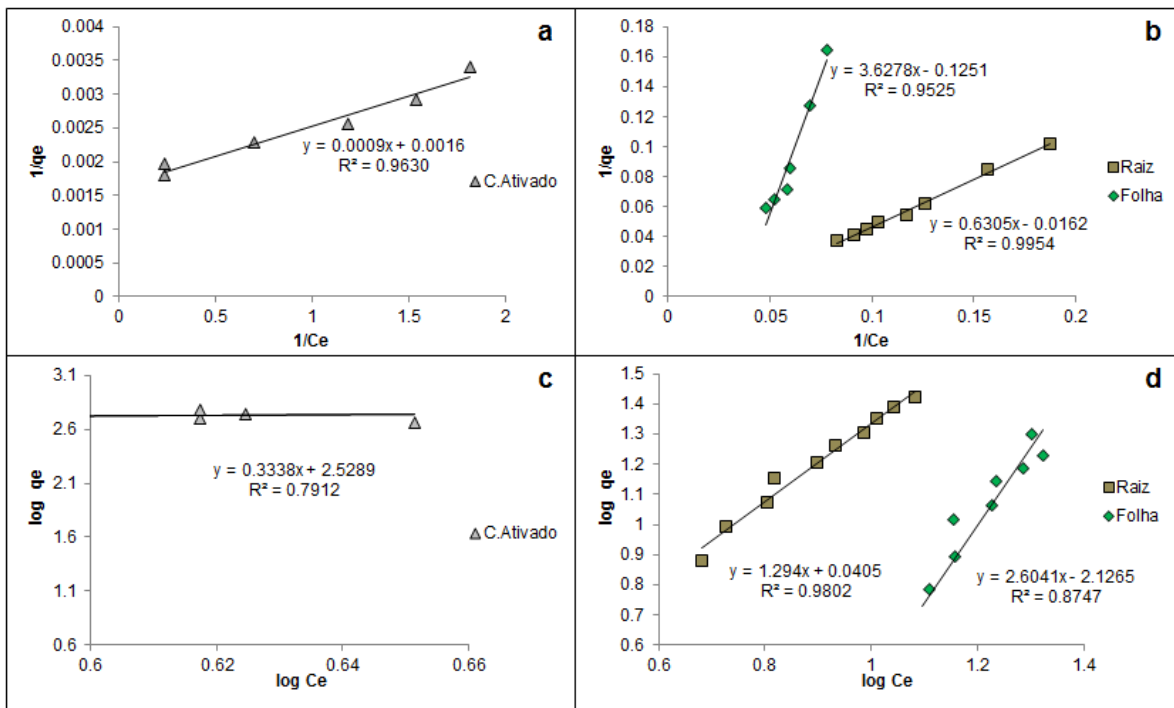 a
0.004
0.0035
0.003
0.0025
0.002
0.0015
0.001
0.0005
0
1/qe
y = 0.0009x + 0.0016
R² = 0.9630
C.Ativado
0 0.5 1 1.5 2
1/Ce
b
0.18
0.16
0.14
0.12
0.1
0.08
0.06
0.04
0.02
0
1/qe
y = 3.6278x - 0.1251
R² = 0.9525
Raiz
Folha
y = 0.6305x - 0.0162
R² = 0.9954
0 0.05 0.1 0.15 0.2
1/Ce
c
3.1
2.6
2.1
1.6
1.1
0.6
log qe
y = 0.3338x + 2.5289
R² = 0.7912
C.Ativado
0.6 0.62 0.64 0.66
log Ce
d
1.5
1.4
1.3
1.2
1.1
1
0.9
0.8
0.7
0.6
log qe
Raiz
Folha
y = 1.294x + 0.0405
R² = 0.9802
y = 2.6041x - 2.1265
R² = 0.8747
0.6 0.8 1 1.2 1.4
log Ce